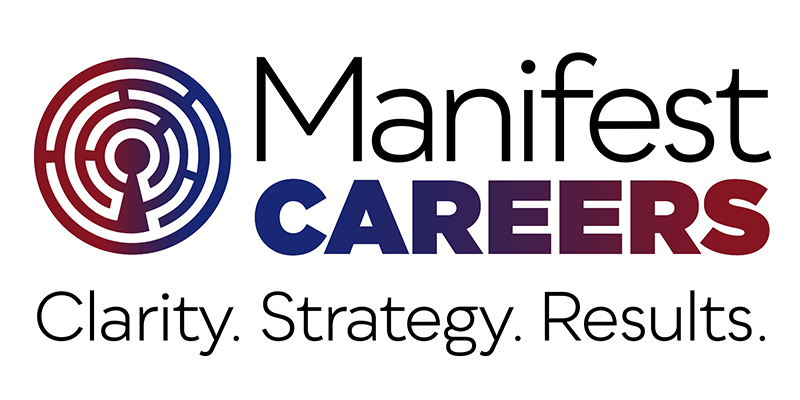 Manifest
CAREERS
Clarity. Strategy. Results.